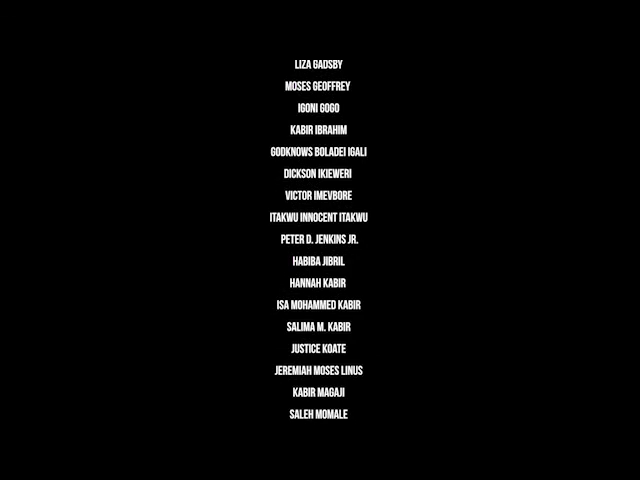 LIZA GADSBY
MOSES GEOFFREY
IGONI GOGO
KABIR IBRAHIM
GODKNOWS BOLADEI IGALI
DICKSON IKIEWERI
VICTOR IMEVBORE
ITAKWU INNOCENT ITAKWU
PETER D. JENKINS JR.
HABIBA JIBRIL
HANNAH KABIR
ISA MOHAMMED KABIR
SALIMA M. KABIR
JUSTICE KOATE
JEREMIAH MOSES LINUS
KABIR MAGAJI
SALEH MOMALE